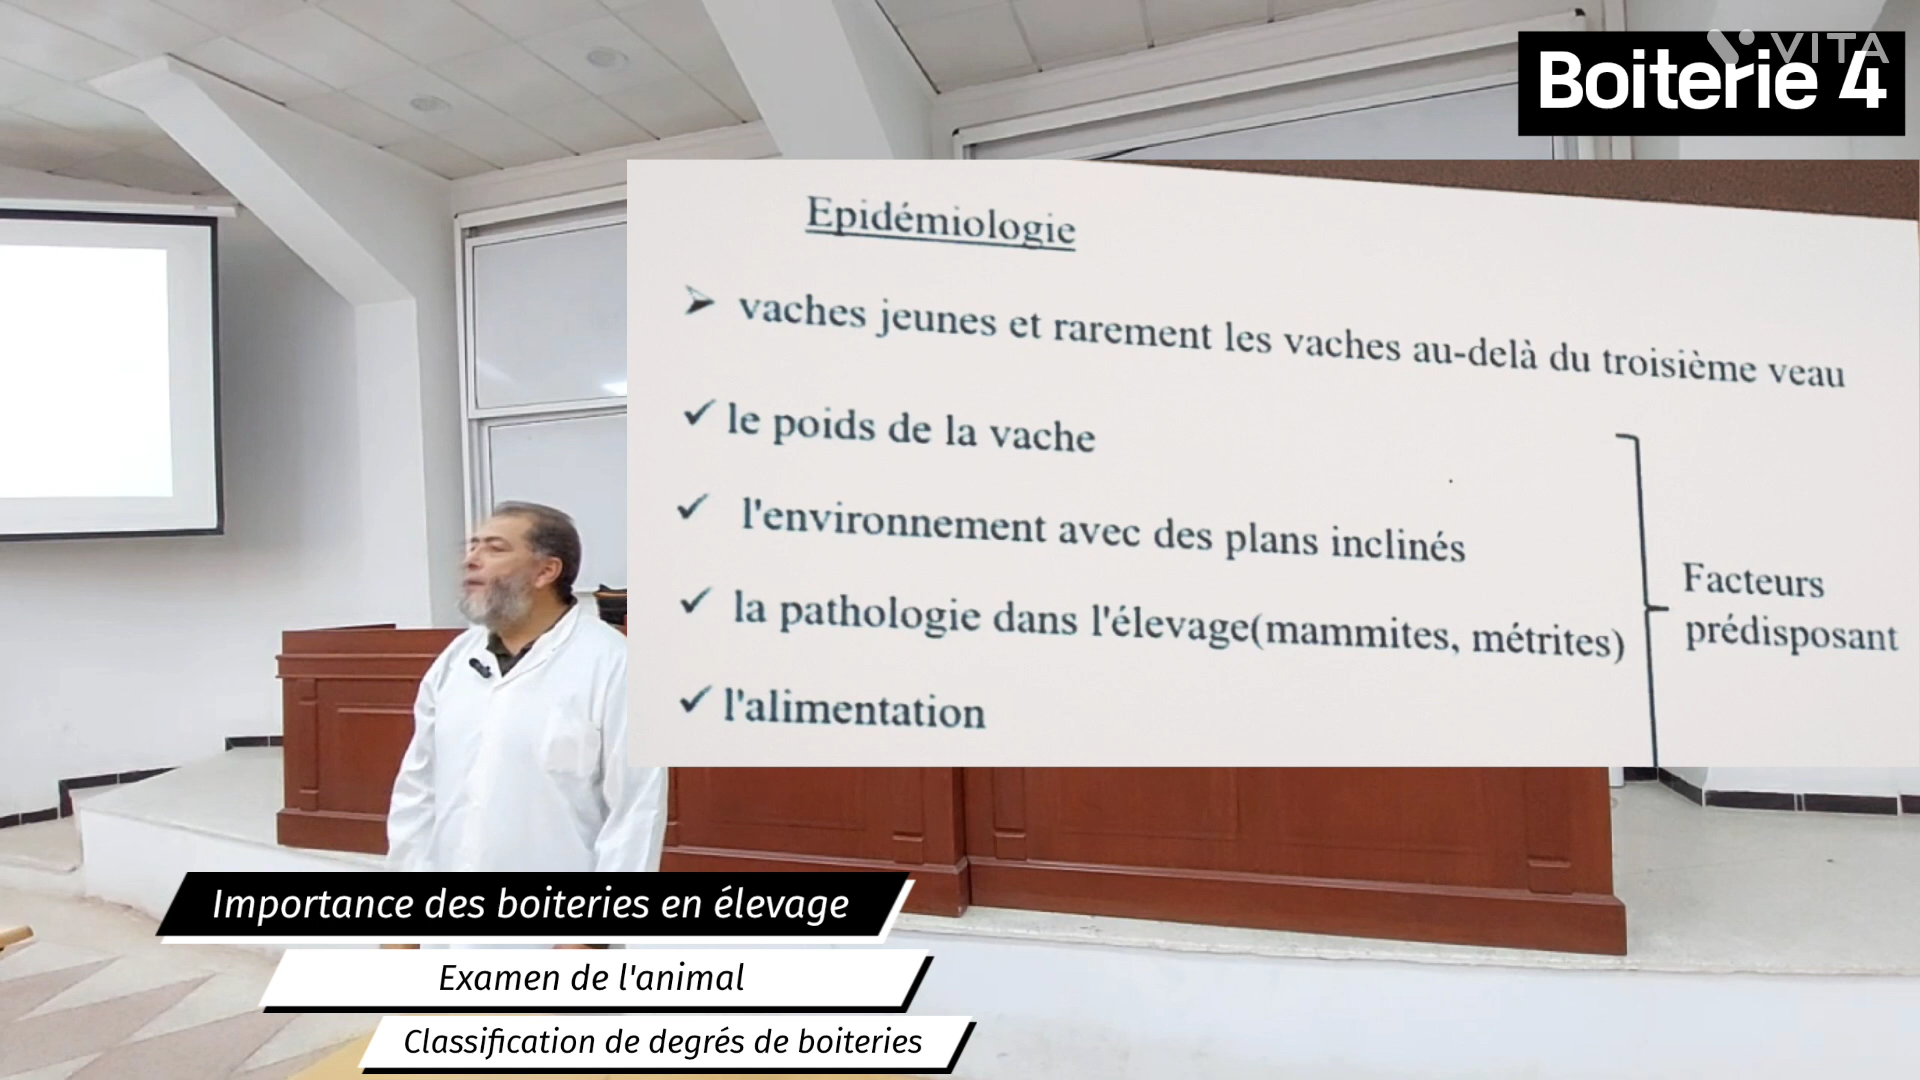 VITA
Boiterie 4
Epidémiologie
➢ vaches jeunes et rarement les vaches au-delà du troisième veau
✓ le poids de la vache
✓ l'environnement avec des plans inclinés
✓ la pathologie dans l'élevage(mammites, métrites)
✓ l'alimentation
Facteurs
prédisposant
Importance des boiteries en élevage
Examen de l'animal
Classification de degrés de boiteries